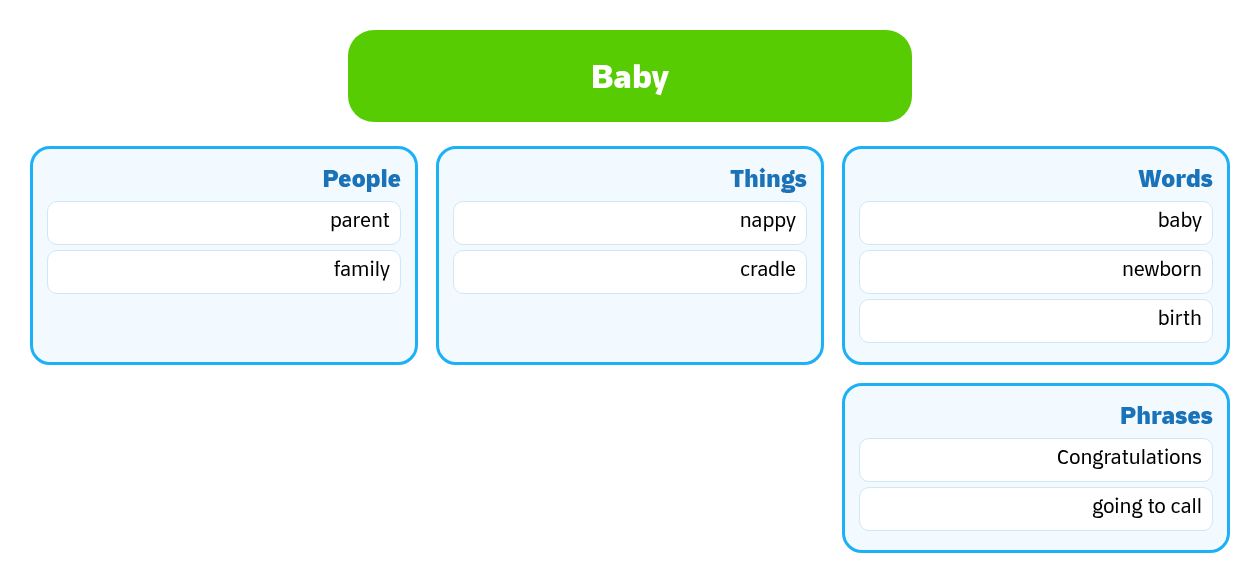 Baby
Words
baby
newborn
birth
Things
nappy
cradle
People
parent
family
Phrases
Congratulations
going to call